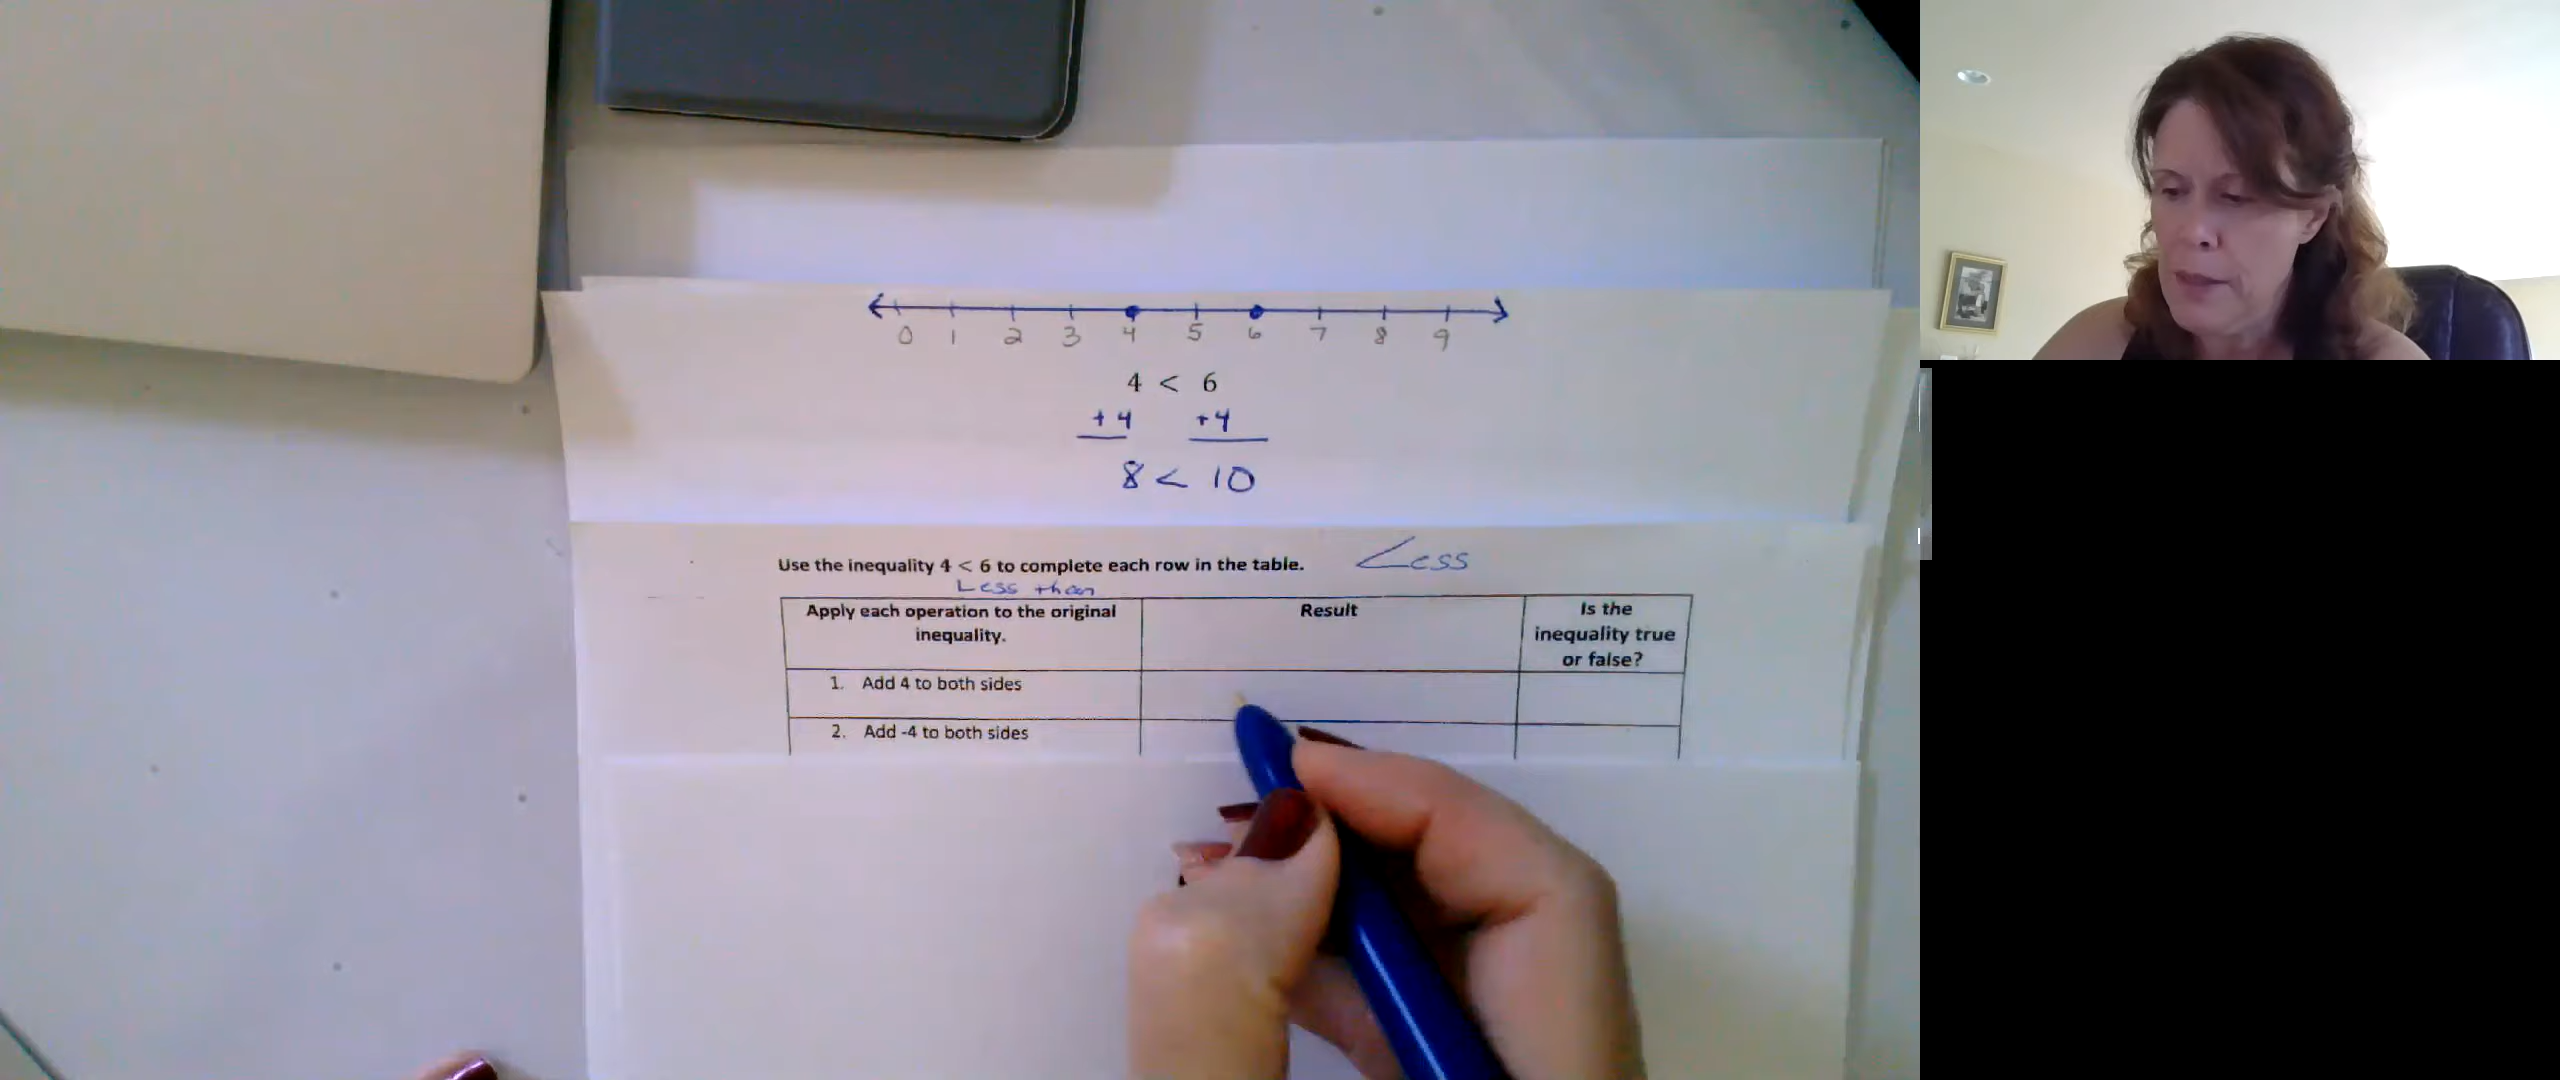 0 1 2 3 4 5 6 7 8 9
4 < 6
+4 +4
8 < 10
Use the inequality 4 < 6 to complete each row in the table. Less
Less than
Apply each operation to the original inequality. Result Is the inequality true or false?
1. Add 4 to both sides
2. Add -4 to both sides